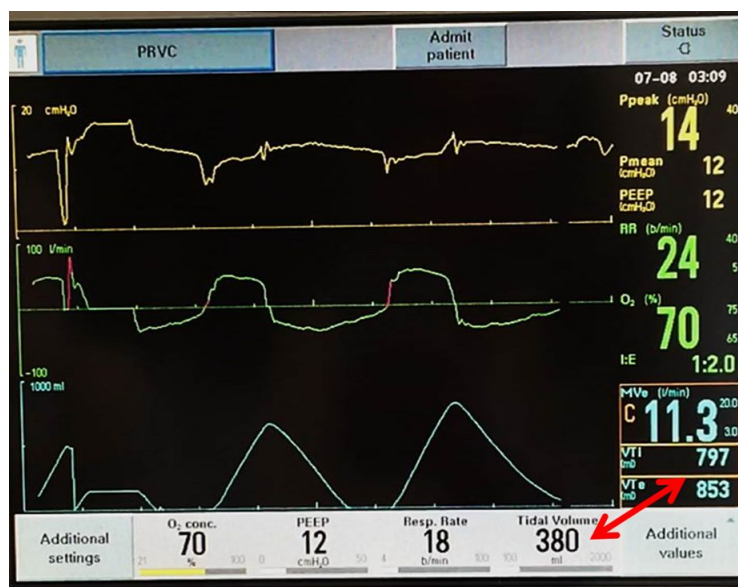 PRVC
Admit
patient
Status
07-08 03:09
20 cmH₂O
Ppeak (cmH₂O)
40
14
Pmean
(cmH₂O)
12
PEEP
(cmH₂O)
12
RR (b/min)
40
24
5
100 l/min
-100
O₂ (%)
75
70
65
I:E
1:2.0
1000 ml
MVe (l/min)
C 11.3
20.0
3.0
VTi
(ml)
797
VTe
(ml)
853
Additional
settings
O₂ conc.
70
21 % 100
PEEP
12
0 cmH₂O 50
Resp. Rate
18
4 b/min 100
Tidal Volume
380
100 ml 2000
Additional
values